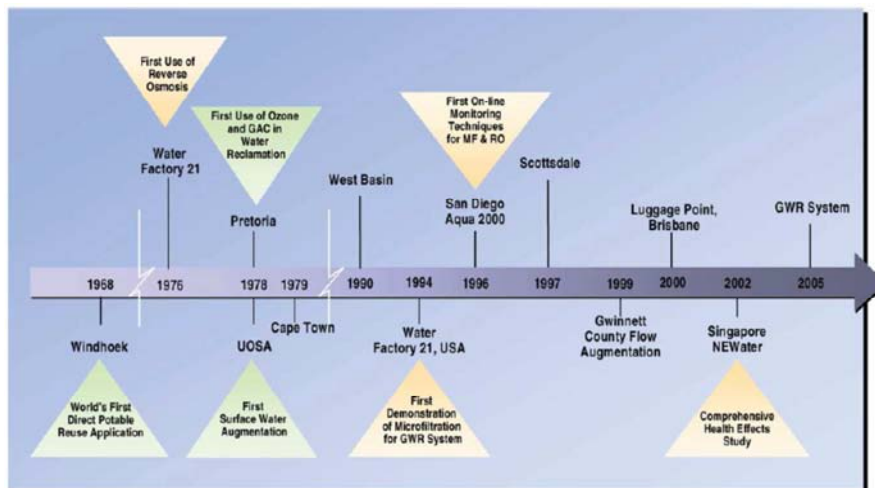 First Use of
Reverse
Osmosis
Water
Factory 21
First Use of Ozone
and GAC in
Water
Reclamation
Pretoria
West Basin
First On-line
Monitoring
Techniques
for MF & RO
San Diego
Aqua 2000
Scottsdale
Luggage Point,
Brisbane
GWR System
1968
1976
1978
1979
1990
1994
1996
1997
1999
2000
2002
2005
Windhoek
World's First
Direct Potable
Reuse Application
UOSA
First
Surface Water
Augmentation
Cape Town
Water
Factory 21, USA
First
Demonstration
of Microfiltration
for GWR System
Gwinnett
County Flow
Augmentation
Singapore
NEWater
Comprehensive
Health Effects
Study